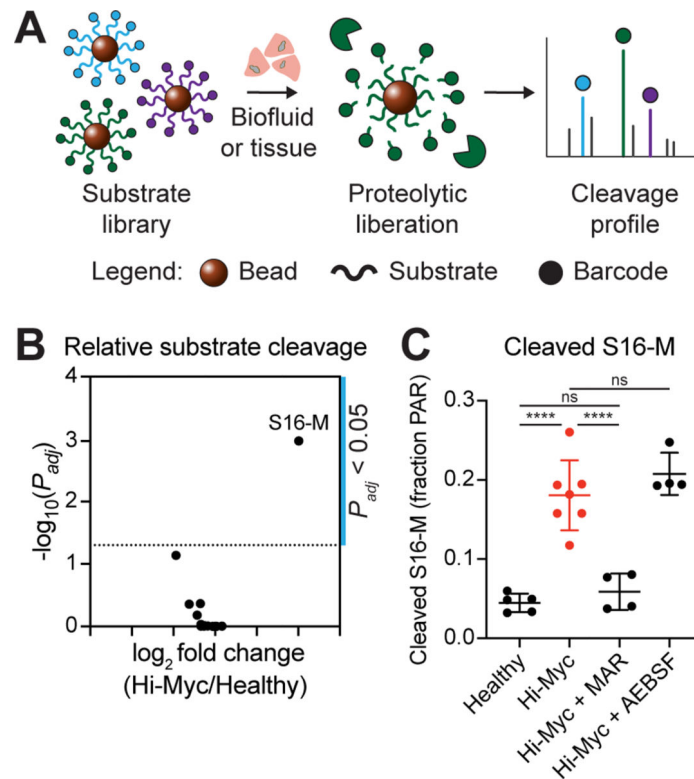 A
Biofluid
or tissue
Substrate
library
Proteolytic
liberation
Cleavage
profile
Legend: Bead Substrate Barcode
B Relative substrate cleavage
4
3
2
1
0
-log10(Padj)
S16-M
Padj < 0.05
log2 fold change
(Hi-Myc/Healthy)
C Cleaved S16-M
Cleaved S16-M (fraction PAR)
0.3
0.2
0.1
0.0
ns
ns
**** ****
Healthy
Hi-Myc
Hi-Myc + MAR
Hi-Myc + AEBSF